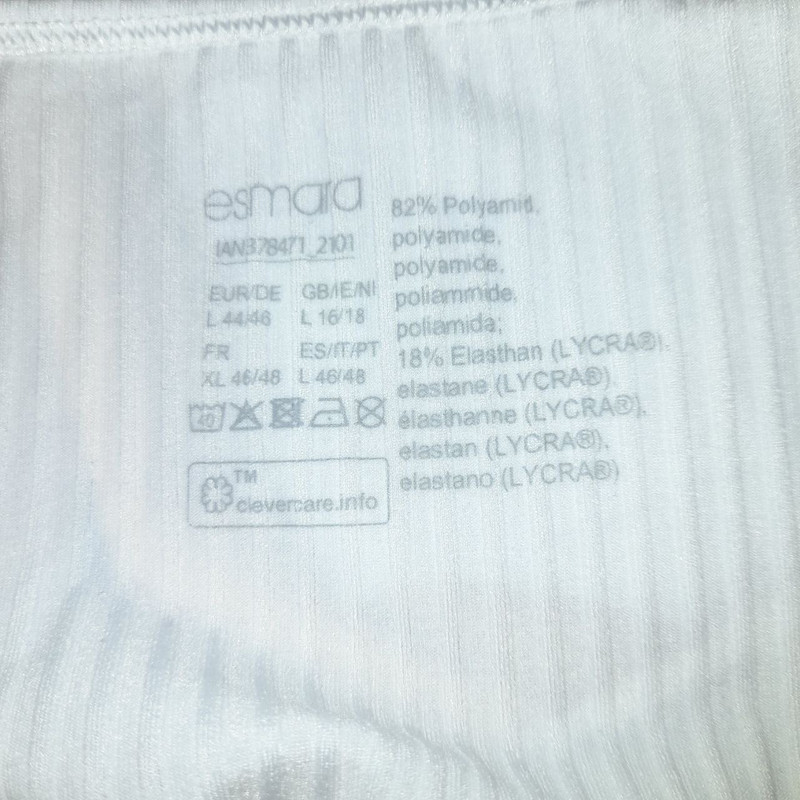 esmara
IAN378471_2101
EUR/DE GB/IE/NI
L 44/46 L 16/18
FR ES/IT/PT
XL 46/48 L 46/48
40
TM
clevercare.info
82% Polyamid,
polyamide,
polyamide,
poliammide,
poliamida;
18% Elasthan (LYCRA®).
elastane (LYCRA®)
élasthanne (LYCRA®),
elastan (LYCRA®),
elastano (LYCRA®)